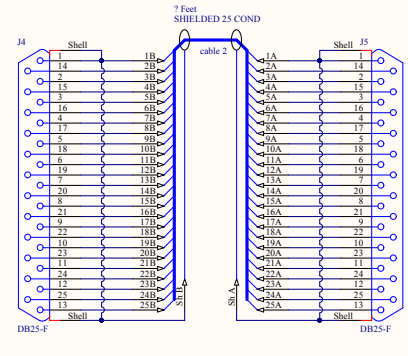 ? Feet
SHIELDED 25 COND
J4 Shell cable 2 Shell J5
1 1B 1A 1
14 2B 2A 14
2 3B 3A 2
15 4B 4A 15
3 5B 5A 3
16 6B 6A 16
4 7B 7A 4
17 8B 8A 17
5 9B 9A 5
18 10B 10A 18
6 11B 11A 6
19 12B 12A 19
7 13B 13A 7
20 14B 14A 20
8 15B 15A 8
21 16B 16A 21
9 17B 17A 9
22 18B 18A 22
10 19B 19A 10
23 20B 20A 23
11 21B 21A 11
24 22B 22A 24
12 23B 23A 12
25 24B 24A 25
13 25B 25A 13
Sh B Sh A
Shell Shell
DB25-F DB25-F